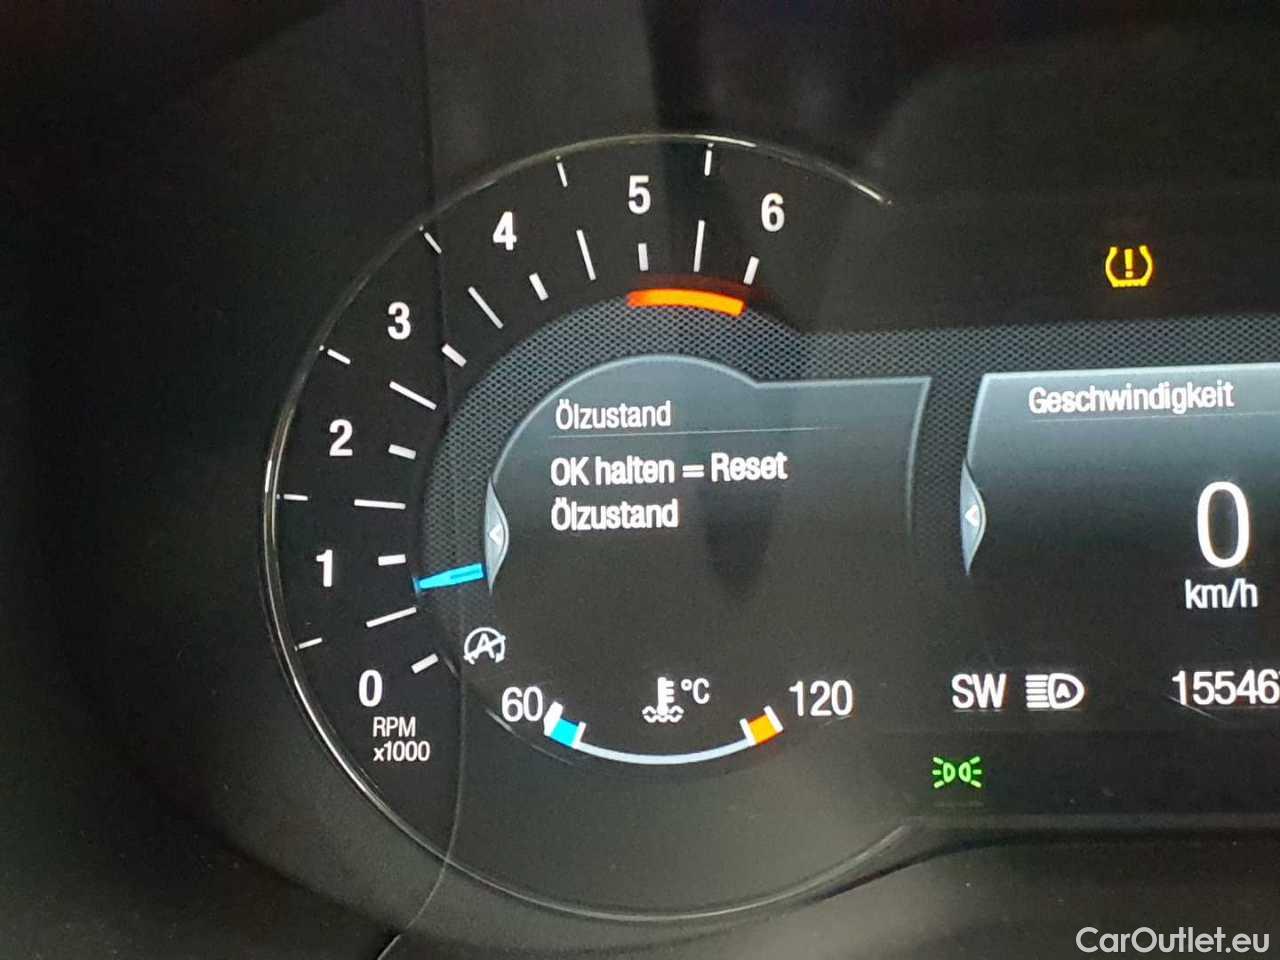 6
5
4
3
2
1
0
RPM
x1000
Ölzustand
OK halten = Reset
Ölzustand
60
°C
120
Geschwindigkeit
0
km/h
SW
A
15546
CarOutlet.eu